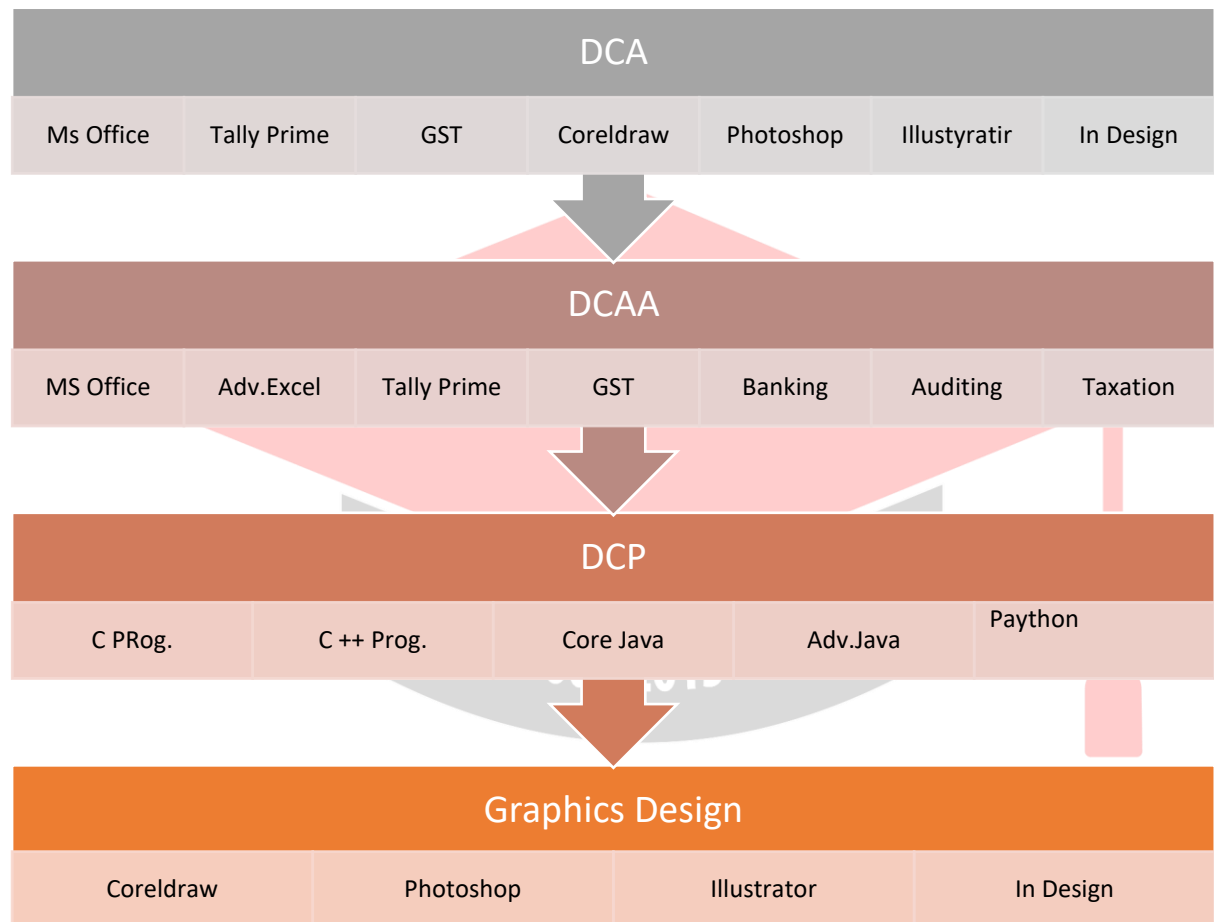 DCA
Ms Office Tally Prime GST Coreldraw Photoshop Illustyratir In Design
DCAA
MS Office Adv.Excel Tally Prime GST Banking Auditing Taxation
DCP
C PRog. C ++ Prog. Core Java Adv.Java Paython
Graphics Design
Coreldraw Photoshop Illustrator In Design